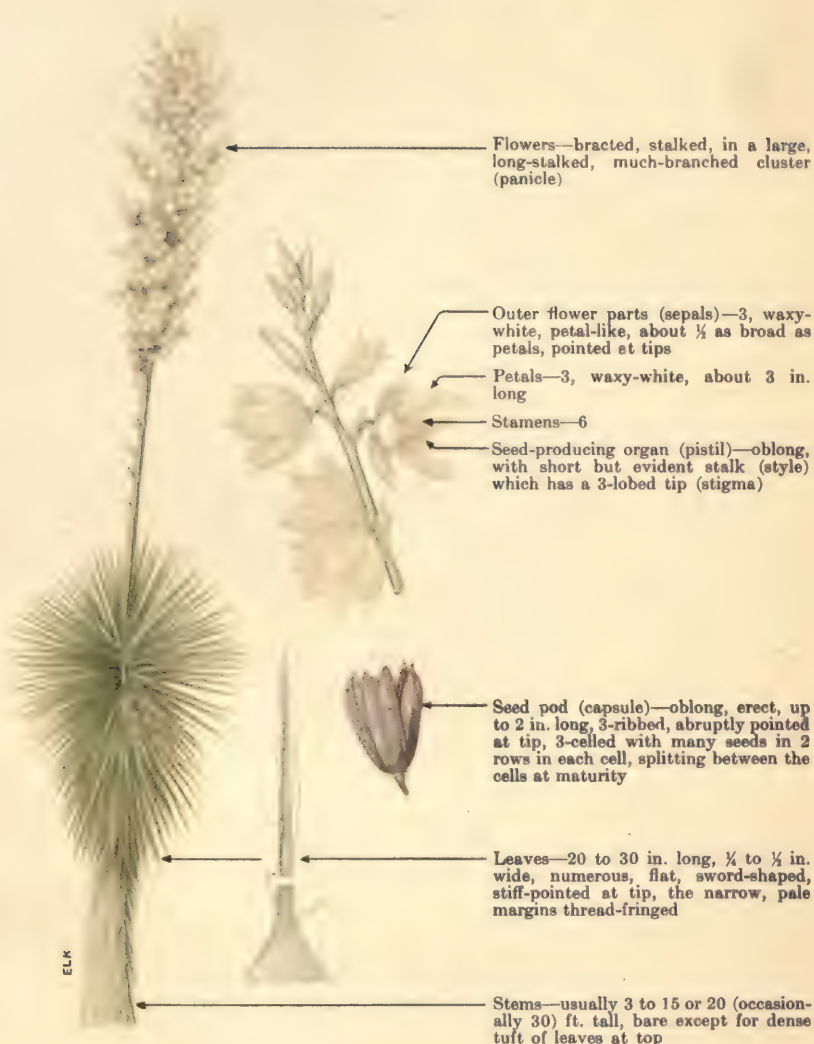 Flowers—bracted, stalked, in a large,
long-stalked, much-branched cluster
(panicle)
Outer flower parts (sepals)—3, waxy-
white, petal-like, about ½ as broad as
petals, pointed et tips
Petals—3, waxy-white, about 3 in.
long
Stamens—6
Seed-producing organ (pistil)—oblong,
with short but evident stalk (style)
which has a 3-lobed tip (stigma)
Seed pod (capsule)—oblong, erect, up
to 2 in. long, 3-ribbed, abruptly pointed
at tip, 3-celled with many seeds in 2
rows in each cell, splitting between the
cells at maturity
Leaves—20 to 30 in. long, ¼ to ½ in.
wide, numerous, flat, sword-shaped,
stiff-pointed at tip, the narrow, pale
margins thread-fringed
ELK
Stems—usually 3 to 15 or 20 (occasion-
ally 30) ft. tall, bare except for dense
tuft of leaves at top